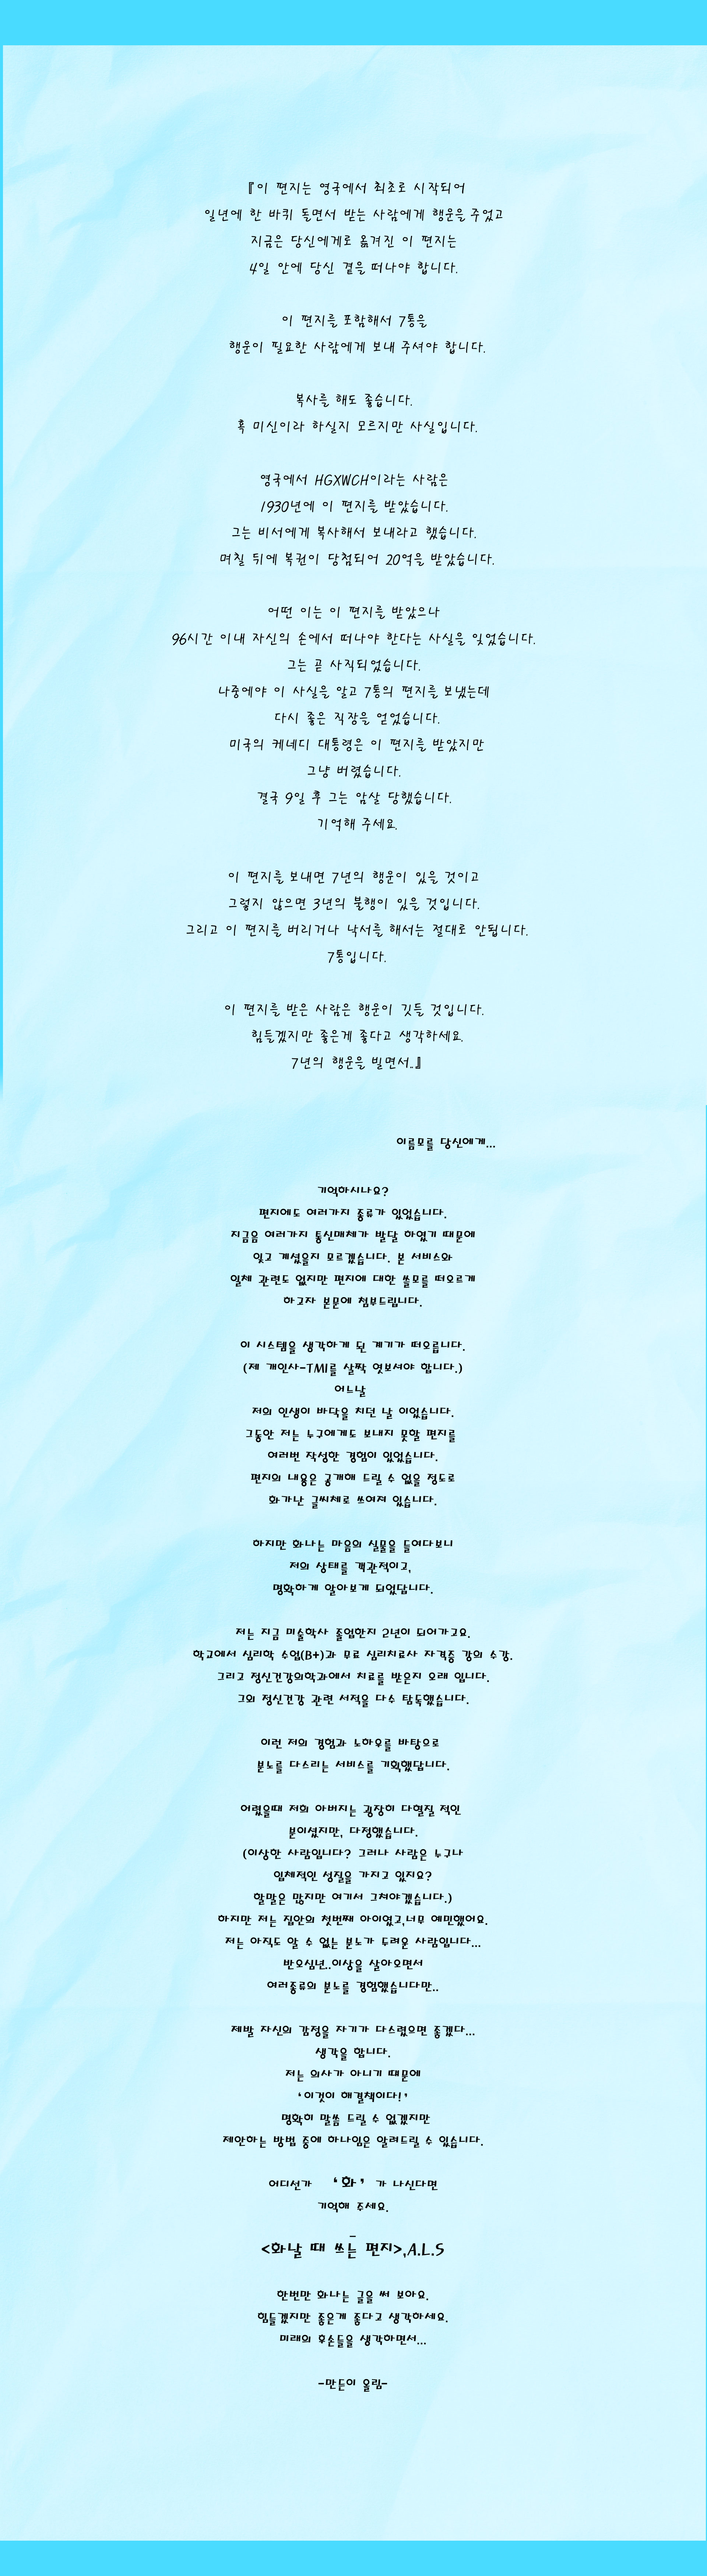 『이 편지는 영국에서 최초로 시작되어
일년에 한 바퀴 돌면서 받는 사람에게 행운을 주었고
지금은 당신에게로 옮겨진 이 편지는
4일 안에 당신 곁을 떠나야 합니다.
이 편지를 포함해서 7통을
행운이 필요한 사람에게 보내 주셔야 합니다.
복사를 해도 좋습니다.
혹 미신이라 하실지 모르지만 사실입니다.
영국에서 HGXWCH이라는 사람은
1930년에 이 편지를 받았습니다.
그는 비서에게 복사해서 보내라고 했습니다.
며칠 뒤에 복권이 당첨되어 20억을 받았습니다.
어떤 이는 이 편지를 받았으나
96시간 이내 자신의 손에서 떠나야 한다는 사실을 잊었습니다.
그는 곧 사직되었습니다.
나중에야 이 사실을 알고 7통의 편지를 보냈는데
다시 좋은 직장을 얻었습니다.
미국의 케네디 대통령은 이 편지를 받았지만
그냥 버렸습니다.
결국 9일 후 그는 암살 당했습니다.
기억해 주세요.
이 편지를 보내면 7년의 행운이 있을 것이고
그렇지 않으면 3년의 불행이 있을 것입니다.
그리고 이 편지를 버리거나 낙서를 해서는 절대로 안됩니다.
7통입니다.
이 편지를 받은 사람은 행운이 깃들 것입니다.
힘들겠지만 좋은게 좋다고 생각하세요.
7년의 행운을 빌면서..』
이름모를 당신에게...
기억하시나요?
편지에도 여러가지 종류가 있었습니다.
지금음 여러가지 통신매체가 발달 하였기 때문에
잊고 계셨을지 모르겠습니다. 본 서비스와
일체 관련도 없지만 편지에 대한 쓸모를 떠오르게
하고자 본문에 첨부드립니다.
이 시스템을 생각하게 된 계기가 떠오릅니다.
(제 개인사-TMI를 살짝 엿보셔야 합니다.)
어느날
저의 인생이 바닥을 치던 날 이었습니다.
그동안 저는 누구에게도 보내지 못할 편지를
여러번 작성한 경험이 있었습니다.
편지의 내용은 공개해 드릴 수 없을 정도로
화가난 글씨체로 쓰여져 있습니다.
하지만 화나는 마음의 실물을 들여다보니
저의 상태를 객관적이고,
명확하게 알아보게 되었답니다.
저는 지금 미술학사 졸업한지 2년이 되어가고요.
학교에서 심리학 수업(B+)과 무료 심리치료사 자격증 강의 수강.
그리고 정신건강의학과에서 치료를 받은지 오래 입니다.
그외 정신건강 관련 서적을 다수 탐독했습니다.
이런 저의 경험과 노하우를 바탕으로
분노를 다스리는 서비스를 기획했답니다.
어렸을때 저희 아버지는 굉장히 다혈질 적인
분이셨지만, 다정했습니다.
(이상한 사람입니다? 그러나 사람은 누구나
입체적인 성질을 가지고 있지요?
할말은 많지만 여기서 그쳐야겠습니다.)
하지만 저는 집안의 첫번째 아이였고,너무 예민했어요.
저는 아직도 알 수 없는 분노가 두려운 사람입니다...
반오십년..이상을 살아오면서
여러종류의 분노를 경험했습니다만..
제발 자신의 감정을 자기가 다스렸으면 좋겠다...
생각을 합니다.
저는 의사가 아니기 때문에
‘이것이 해결책이다!’
명확히 말씀 드릴 수 없겠지만
제안하는 방법 중에 하나임은 알려드릴 수 있습니다.
어디선가 ‘화’ 가 나신다면
기억해 주세요.
-
<화날 때 쓰는 편지>,A.L.S
한번만 화나는 글을 써 보아요.
힘들겠지만 좋은게 좋다고 생각하세요.
미래의 후손들을 생각하면서...
-만든이 올림-